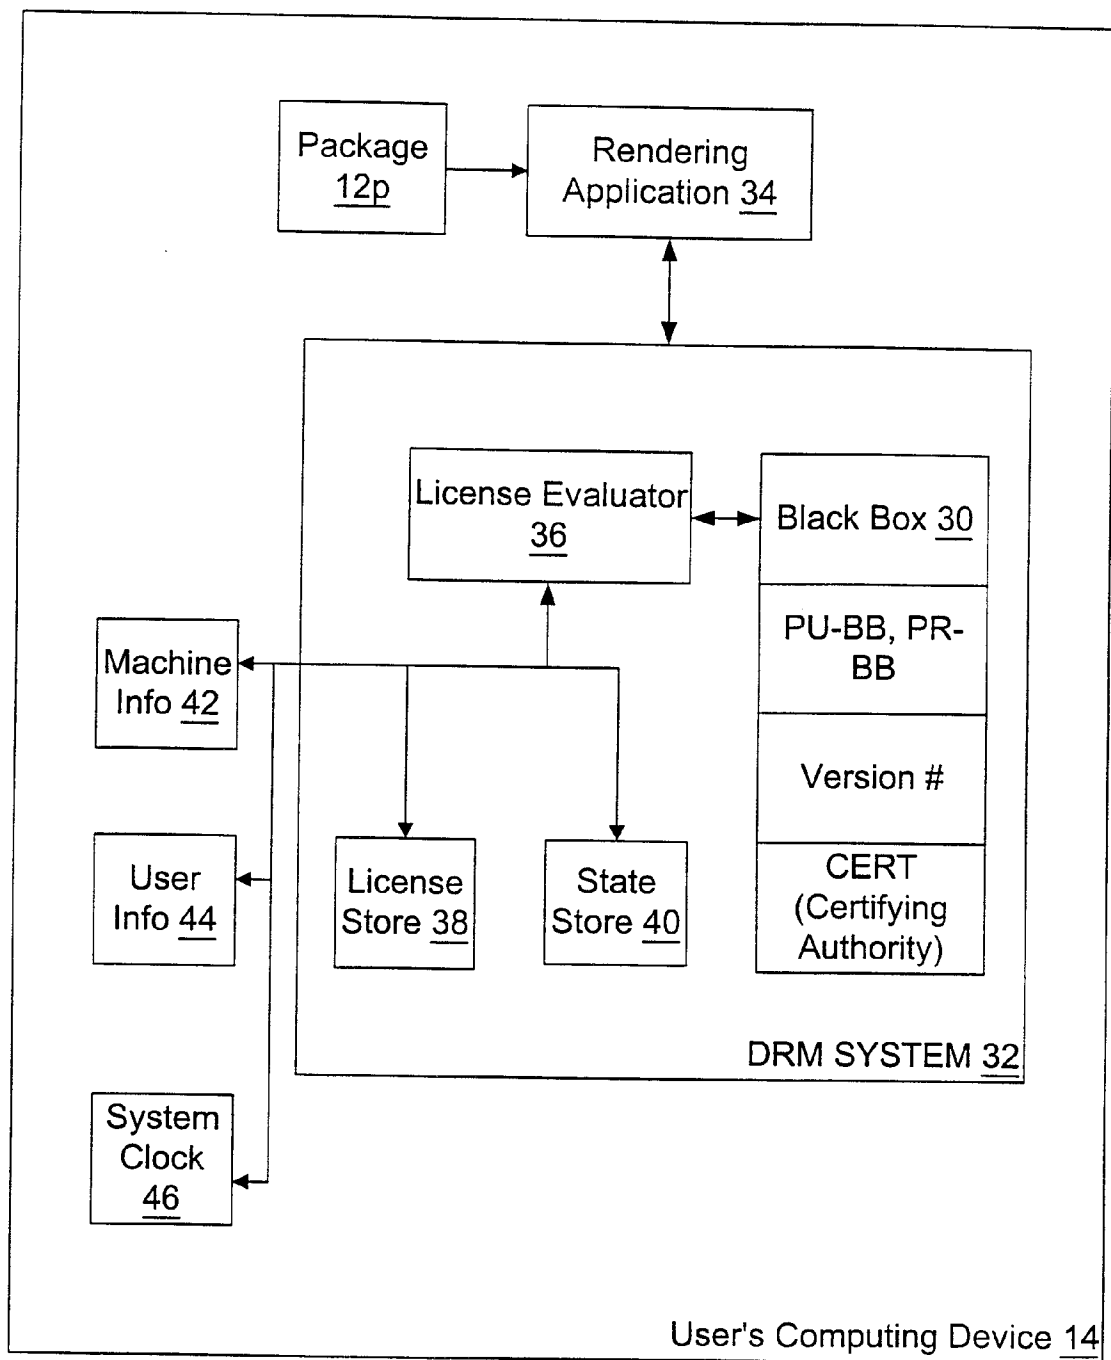 Package
12p
Rendering
Application 34
License Evaluator
36
Black Box 30
PU-BB, PR-
BB
Version #
CERT
(Certifying
Authority)
Machine
Info 42
User
Info 44
License
Store 38
State
Store 40
DRM SYSTEM 32
System
Clock
46
User's Computing Device 14